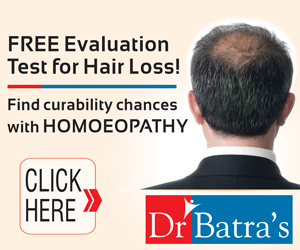 FREE Evaluation
Test for Hair Loss!
Find curability chances
with HOMOEOPATHY
CLICK
HERE
Dr Batra's